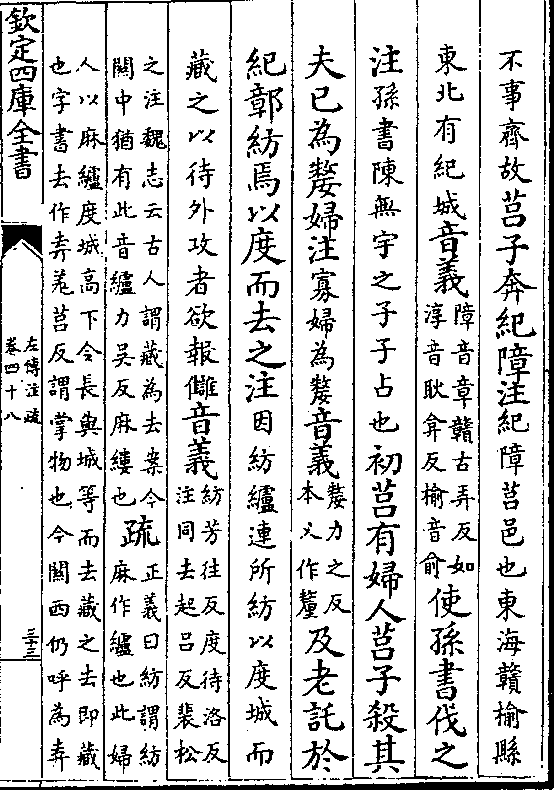 不事齊故莒子奔紀障注紀障莒邑也東海贛榆縣
東北有紀城音義障音章贛古弄反如
淳音耿弇反榆音俞使孫書伐之
注孫書陳無宇之子子占也初莒有婦人莒子殺其
夫已為嫠婦注寡婦為嫠音義嫠力之反
本又作釐及老託於
紀鄣紡焉以度而去之注因紡纑連所紡以度城而
藏之以待外攻者欲報讎音義紡芳往反度待洛反
注同去起呂反裴松
之注魏志云古人謂藏為去案今
關中猶有此音纑力吳反麻縷也疏正義曰紡謂紡
麻作纑也此婦
人以麻纑度城高下令長與城等而去藏之去即藏
也字書去作弆羌莒反謂掌物也今關西仍呼為弆
欽定四庫全書
左傳注疏
卷四十八
三十三